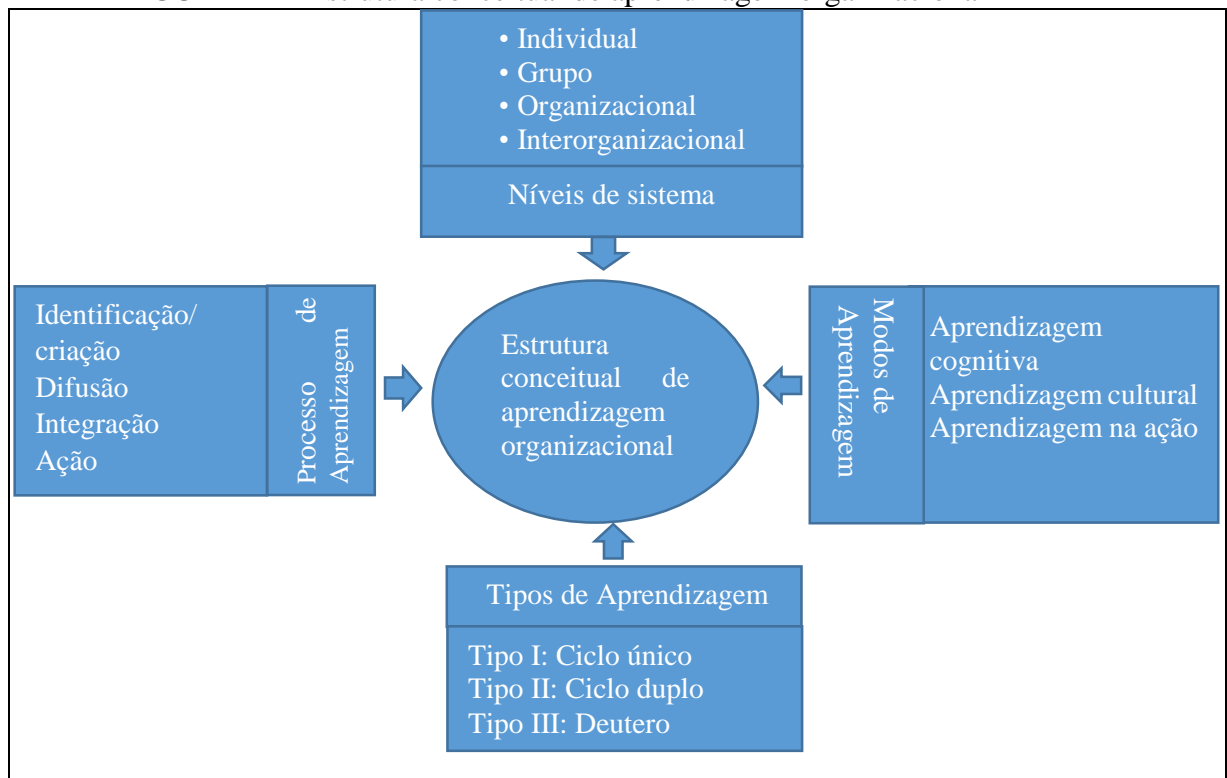 • Individual
• Grupo
• Organizacional
• Interorganizacional
Níveis de sistema
Identificação/
criação
Difusão
Integração
Ação
Processo de
Aprendizagem
Estrutura
conceitual de
aprendizagem
organizacional
Modos de
Aprendizagem
Aprendizagem
cognitiva
Aprendizagem cultural
Aprendizagem na ação
Tipos de Aprendizagem
Tipo I: Ciclo único
Tipo II: Ciclo duplo
Tipo III: Deutero